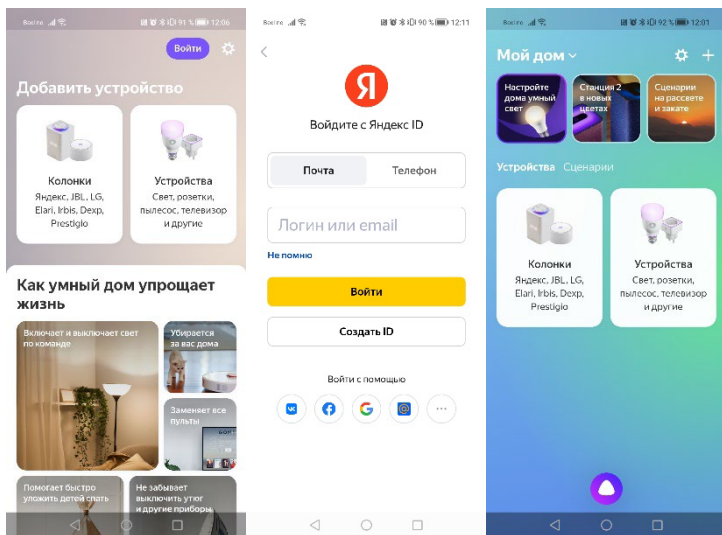 91 % 12:06
Войти
Добавить устройство
Колонки
Яндекс, JBL, LG,
Elari, Irbis, Dexp,
Prestigio
Устройства
Свет, розетки,
пылесос, телевизор
и другие
Как умный дом упрощает
жизнь
Включает и выключает свет
по команде
Убирается
за вас дома
Заменяет все
пульты
Помогает быстро
уложить детей спать
Не забывает
выключить утюг
и другие приборы
90 % 12:11
Я
Войдите с Яндекс ID
Почта
Телефон
Логин или email
Не помню
Войти
Создать ID
Войти с помощью
92 % 12:01
Мой дом
Настройте
дома умный
свет
Станция 2
в новых
цветах
Сценарии
на рассвете
и закате
Устройства Сценарии
Колонки
Яндекс, JBL, LG,
Elari, Irbis, Dexp,
Prestigio
Устройства
Свет, розетки,
пылесос, телевизор
и другие